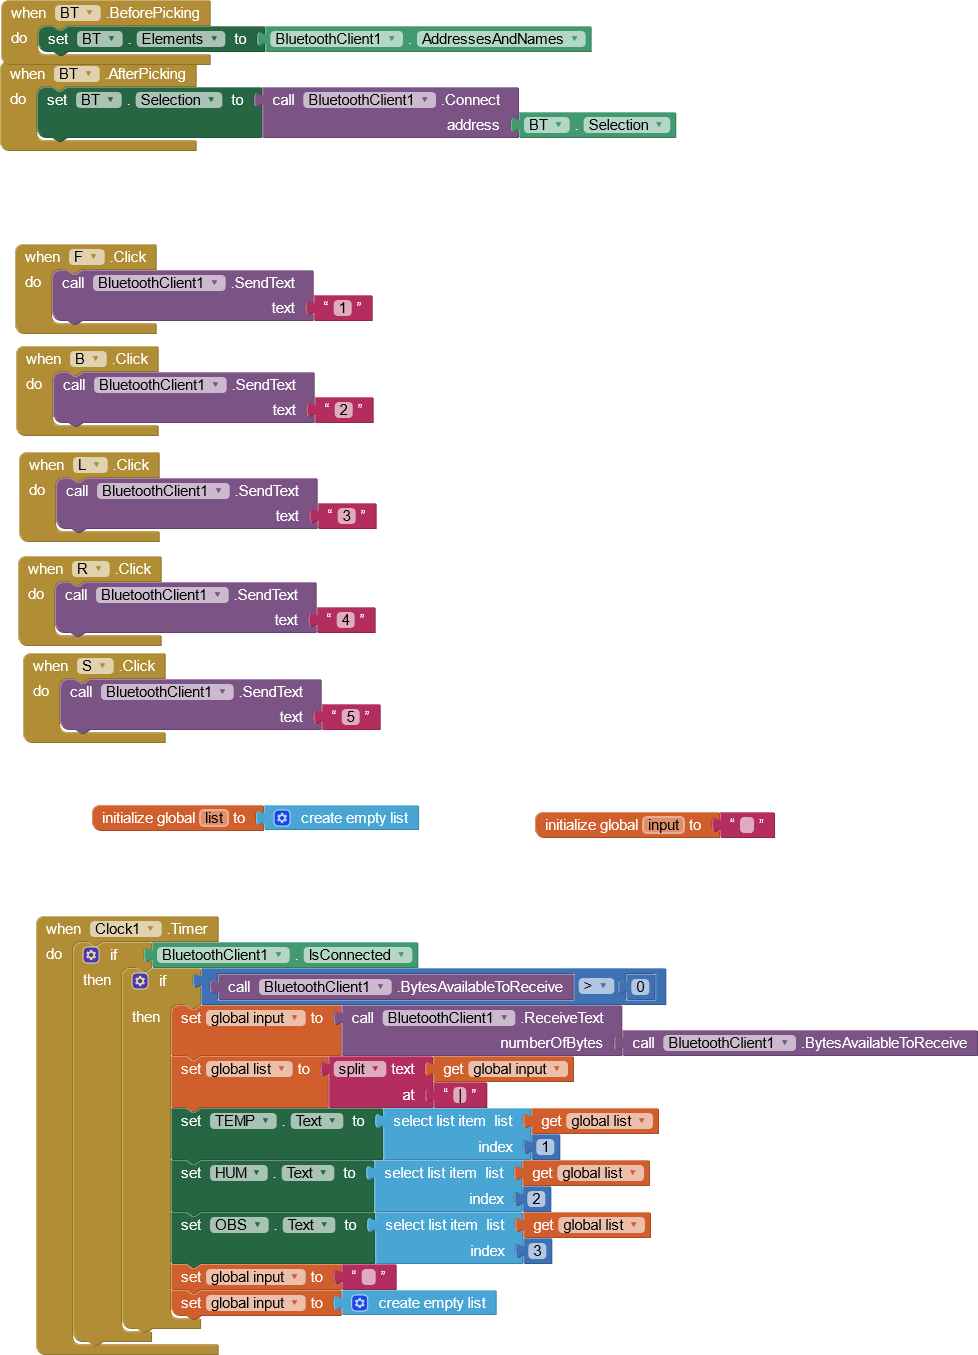 when BT .BeforePicking
do set BT . Elements to BluetoothClient1 . AddressesAndNames
when BT .AfterPicking
do set BT . Selection to call BluetoothClient1 .Connect
address BT . Selection
when F .Click
do call BluetoothClient1 .SendText
text “ 1 ”
when B .Click
do call BluetoothClient1 .SendText
text “ 2 ”
when L .Click
do call BluetoothClient1 .SendText
text “ 3 ”
when R .Click
do call BluetoothClient1 .SendText
text “ 4 ”
when S .Click
do call BluetoothClient1 .SendText
text “ 5 ”
initialize global list to create empty list
initialize global input to “ ”
when Clock1 .Timer
do if BluetoothClient1 . IsConnected
then if call BluetoothClient1 .BytesAvailableToReceive > 0
then set global input to call BluetoothClient1 .ReceiveText
numberOfBytes call BluetoothClient1 .BytesAvailableToReceive
set global list to split text get global input
at “ | ”
set TEMP . Text to select list item list get global list
index 1
set HUM . Text to select list item list get global list
index 2
set OBS . Text to select list item list get global list
index 3
set global input to “ ”
set global input to create empty list